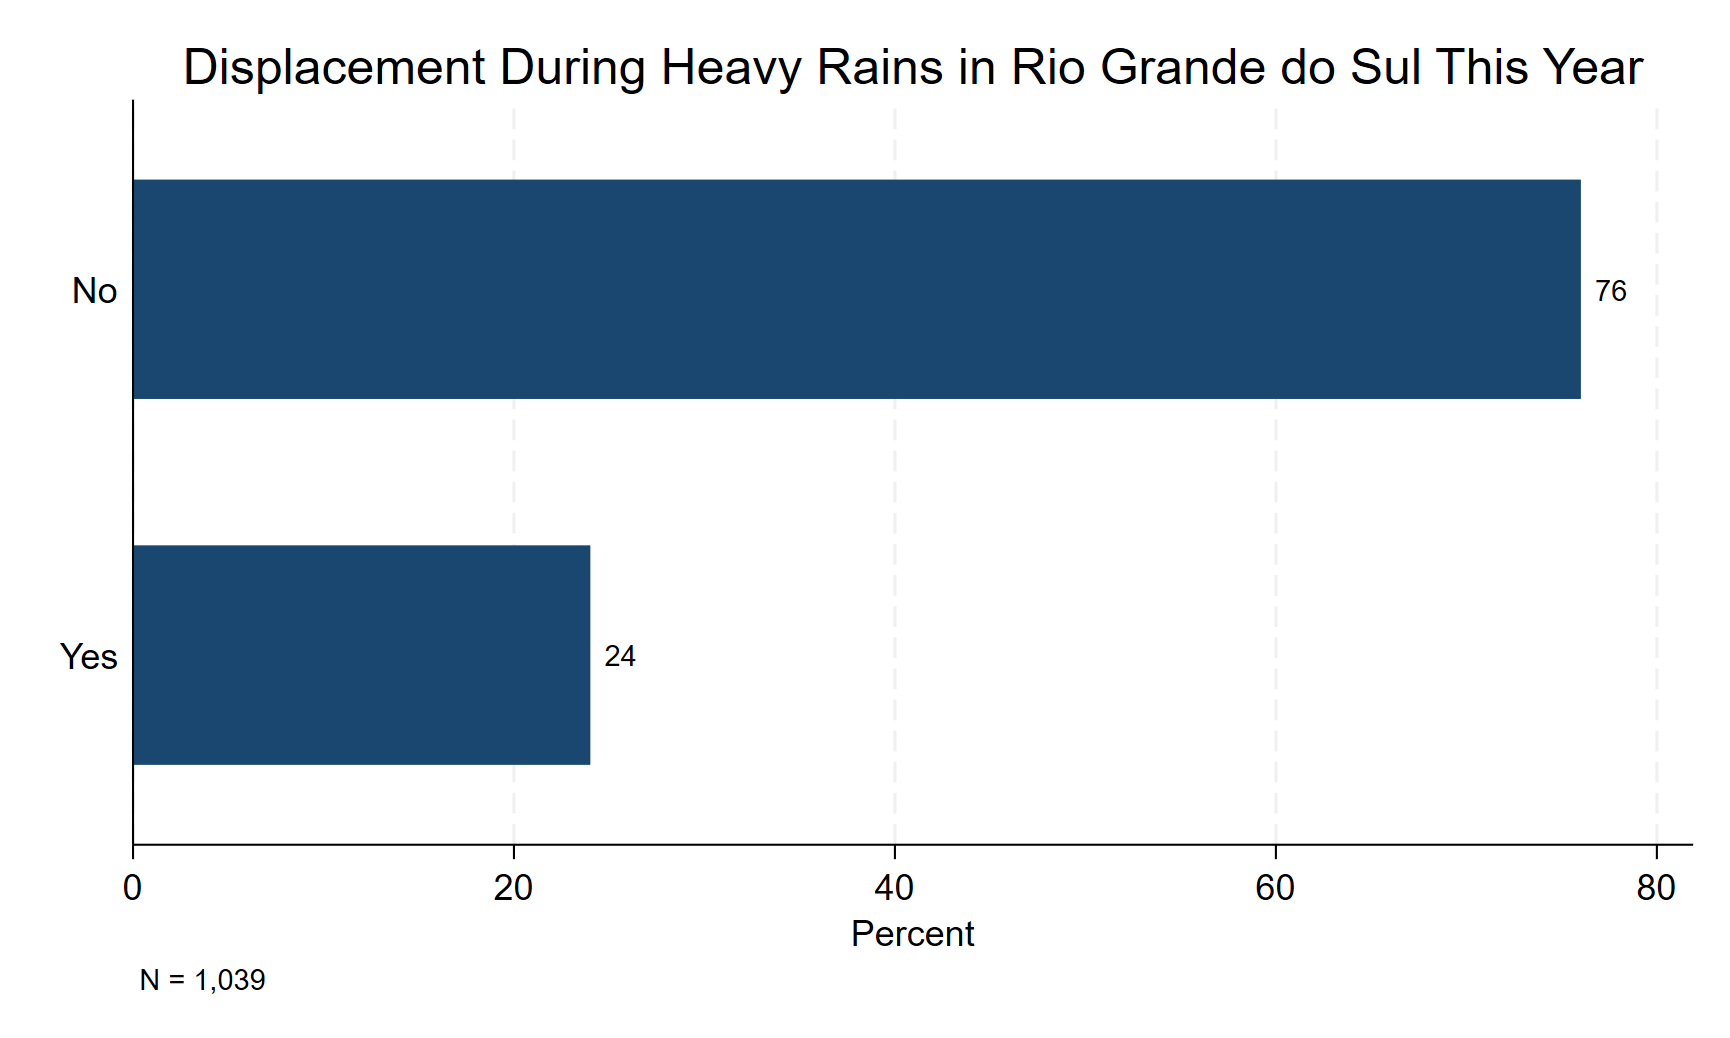 Displacement During Heavy Rains in Rio Grande do Sul This Year
No
76
Yes
24
0 20 40 60 80
Percent
N = 1,039